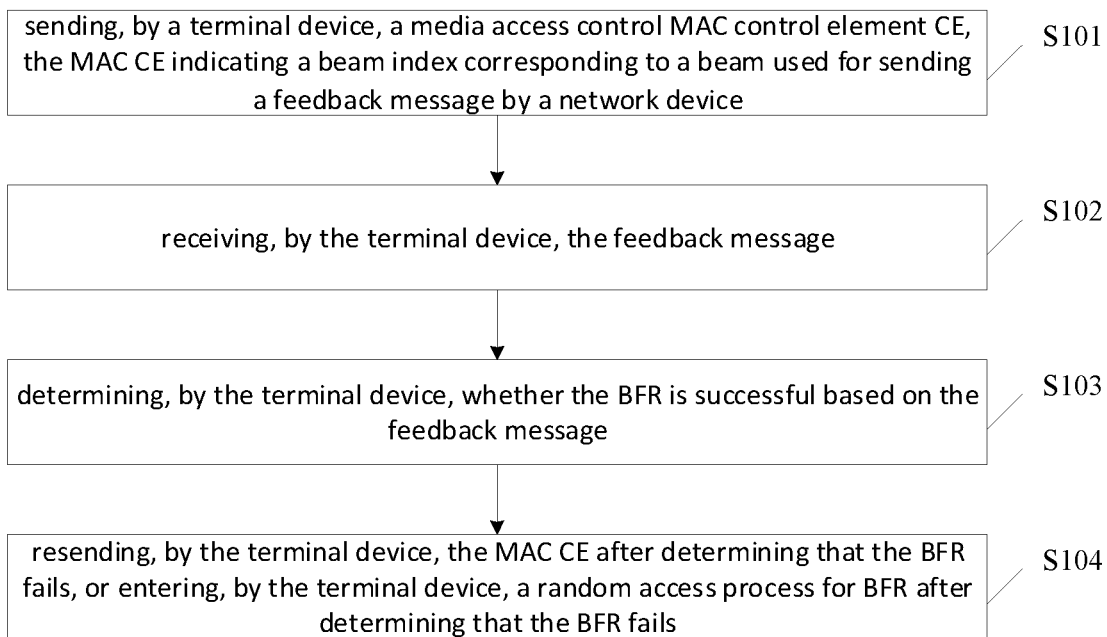 sending, by a terminal device, a media access control MAC control element CE,
the MAC CE indicating a beam index corresponding to a beam used for sending
a feedback message by a network device
S101
receiving, by the terminal device, the feedback message
S102
determining, by the terminal device, whether the BFR is successful based on the
feedback message
S103
resending, by the terminal device, the MAC CE after determining that the BFR
fails, or entering, by the terminal device, a random access process for BFR after
determining that the BFR fails
S104